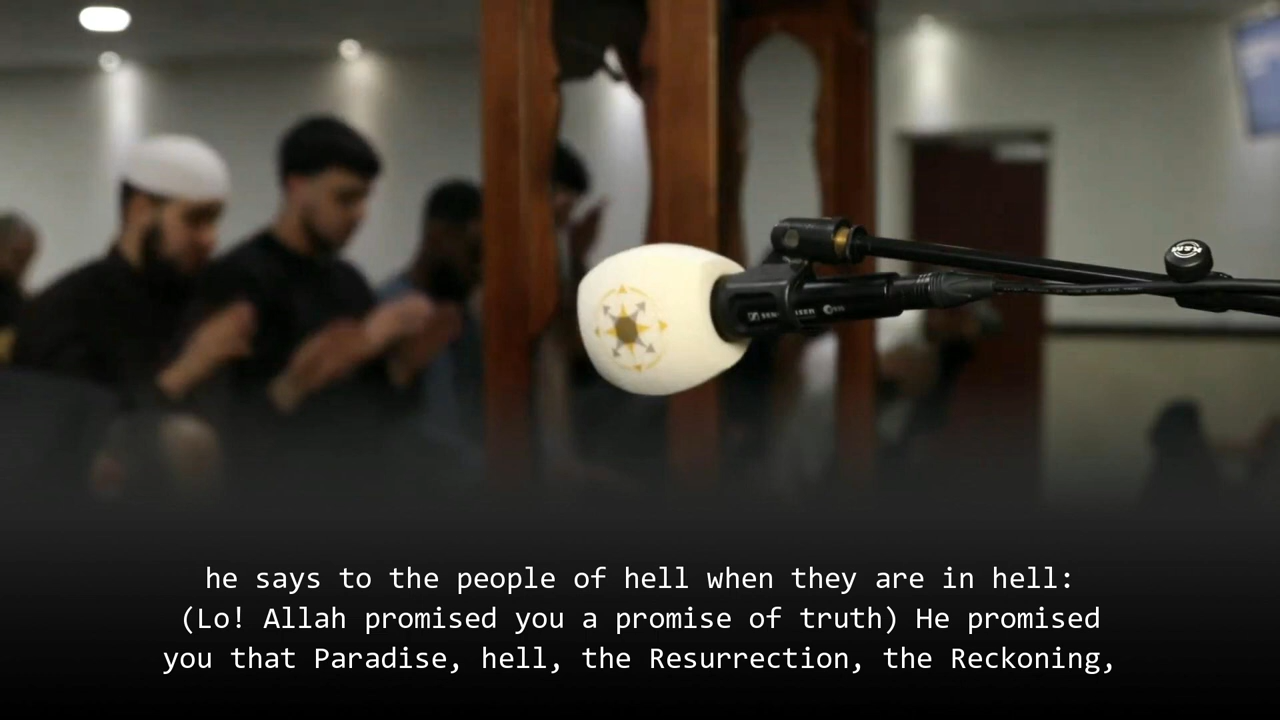 he says to the people of hell when they are in hell:
(Lo! Allah promised you a promise of truth) He promised
you that Paradise, hell, the Resurrection, the Reckoning,